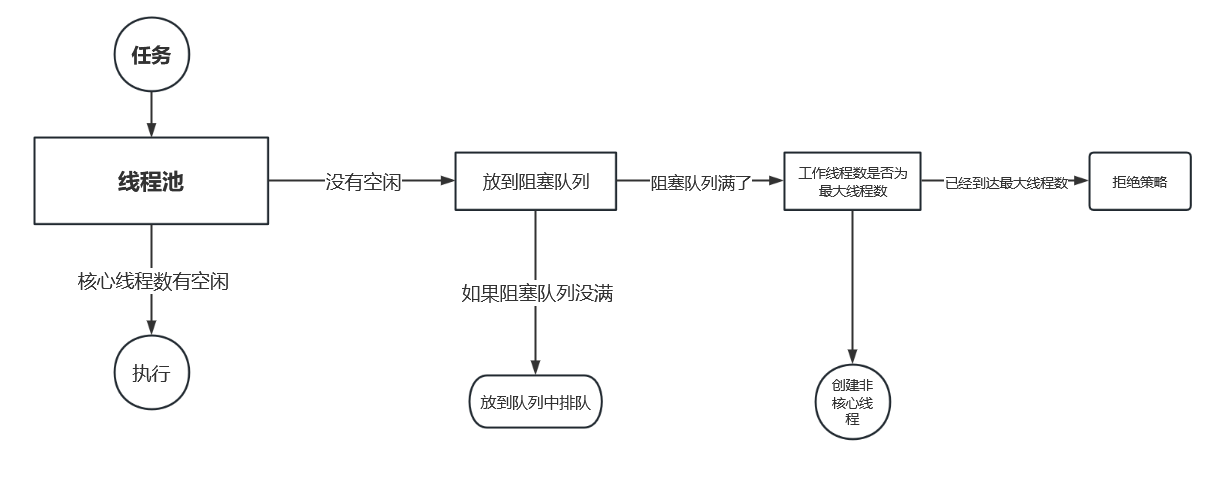 任务
线程池
没有空闲
放到阻塞队列
阻塞队列满了
工作线程数是否为
最大线程数
已经到达最大线程数
拒绝策略
核心线程数有空闲
如果阻塞队列没满
执行
放到队列中排队
创建非
核心线
程